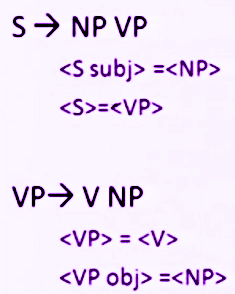 S → NP VP
<S subj> =<NP>
<S>=<VP>
VP→ V NP
<VP> = <V>
<VP obj> =<NP>